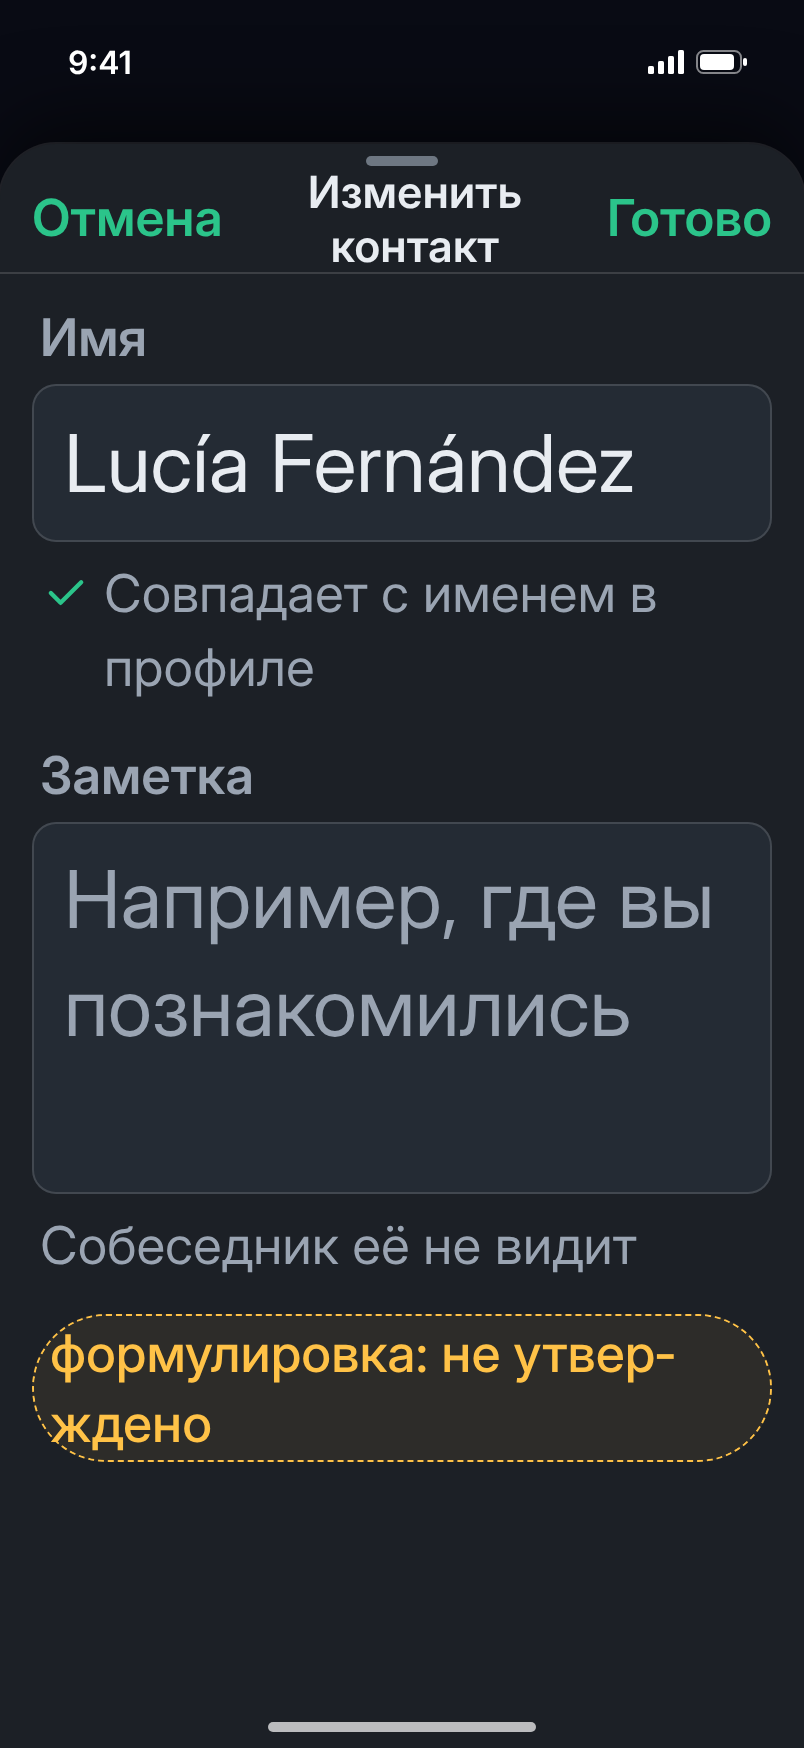 9:41
Отмена
Изменить
контакт
Готово
Имя
Lucía Fernández
Совпадает с именем в
профиле
Заметка
Например, где вы
познакомились
Собеседник её не видит
формулировка: не утвер-
ждено